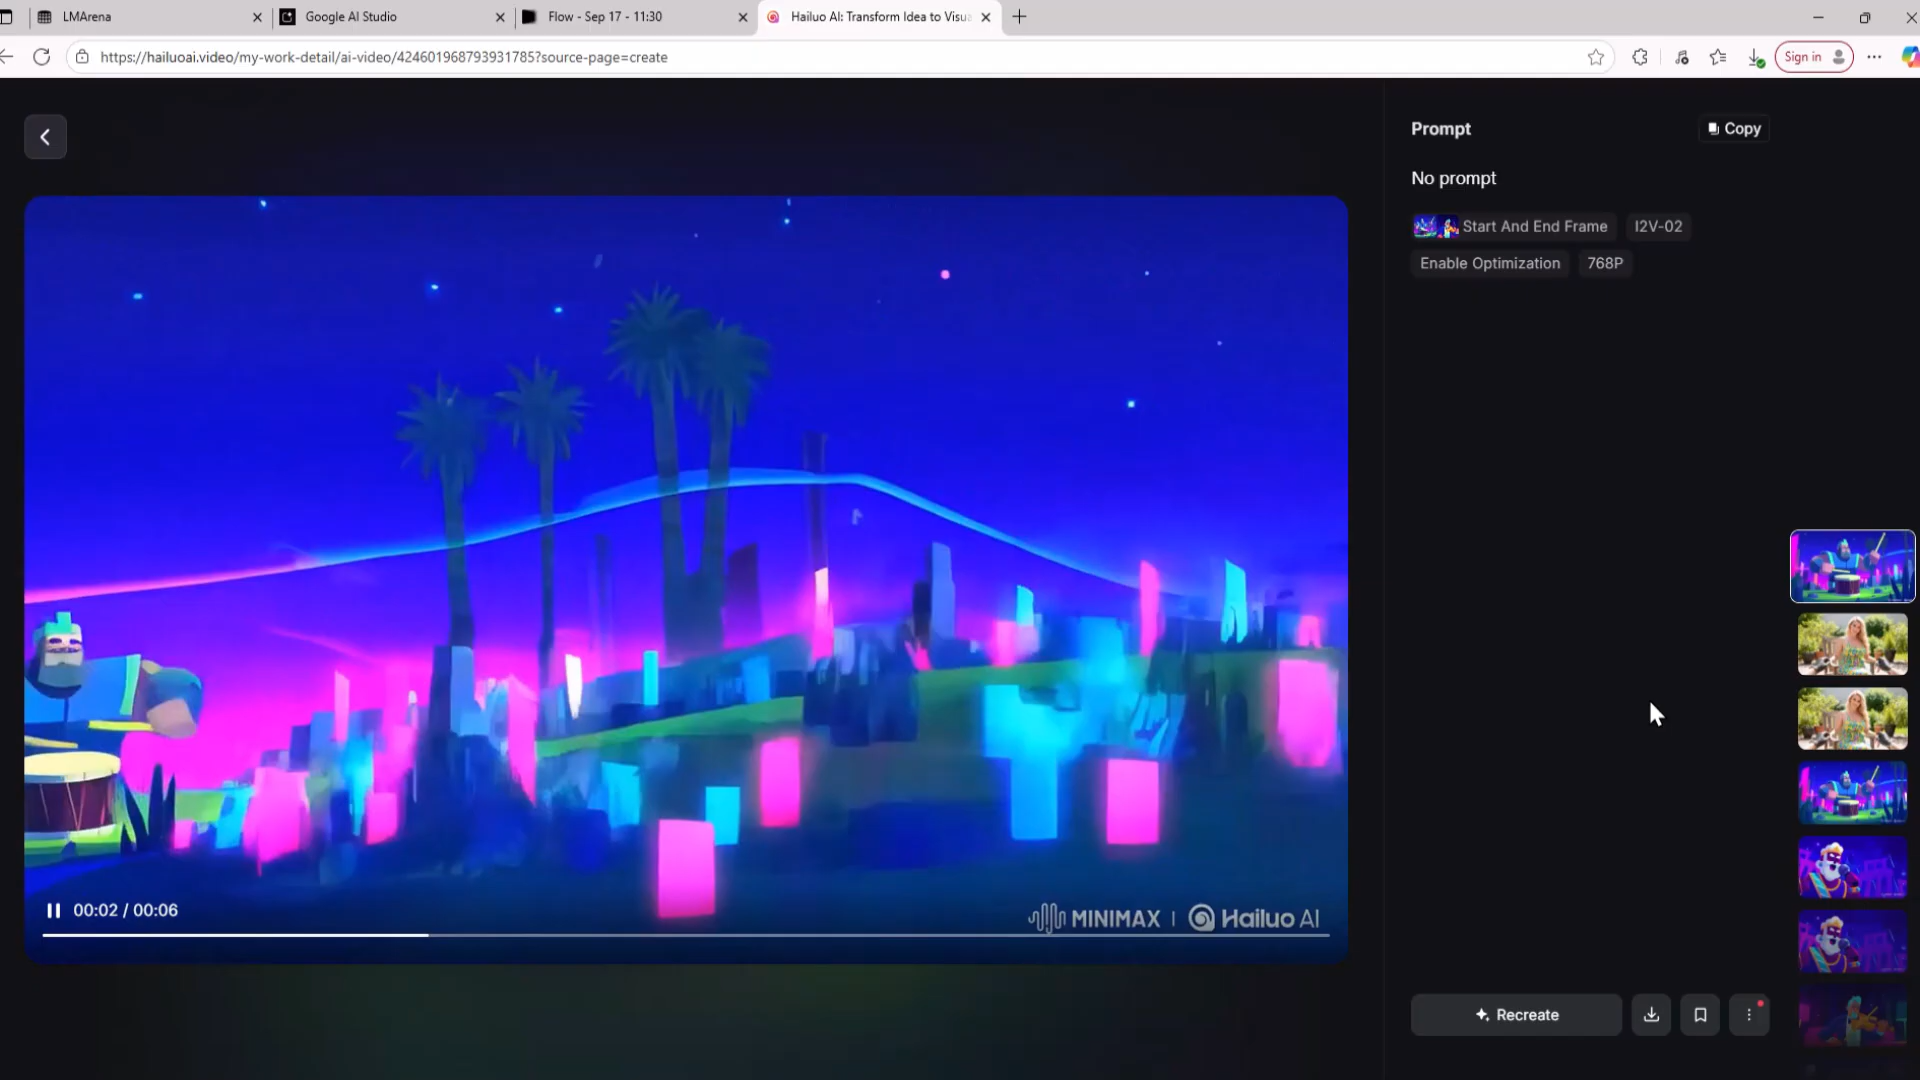 LMArena
Google AI Studio
Flow - Sep 17 - 11:30
Hailuo AI: Transform Idea to Visua
https://hailuoai.video/my-work-detail/ai-video/424601968793931785?source-page=create
Sign in
Prompt
Copy
No prompt
Start And End Frame
I2V-02
Enable Optimization
768P
00:02 / 00:06
MINIMAX | Hailuo AI
Recreate